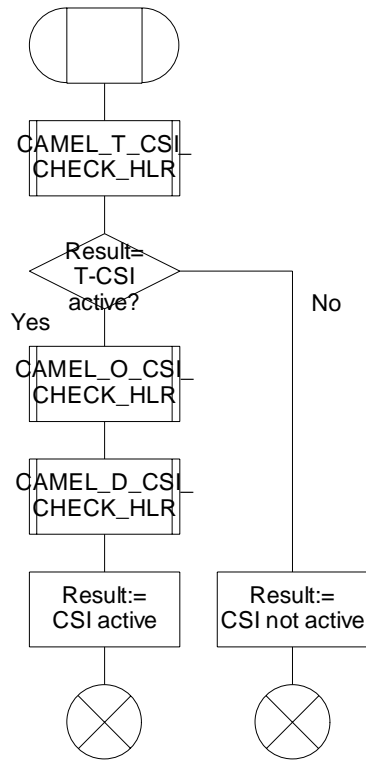 CAMEL_T_CSI_
CHECK_HLR
Result=
T-CSI
active?
Yes
No
CAMEL_O_CSI_
CHECK_HLR
CAMEL_D_CSI_
CHECK_HLR
Result:=
CSI active
Result:=
CSI not active